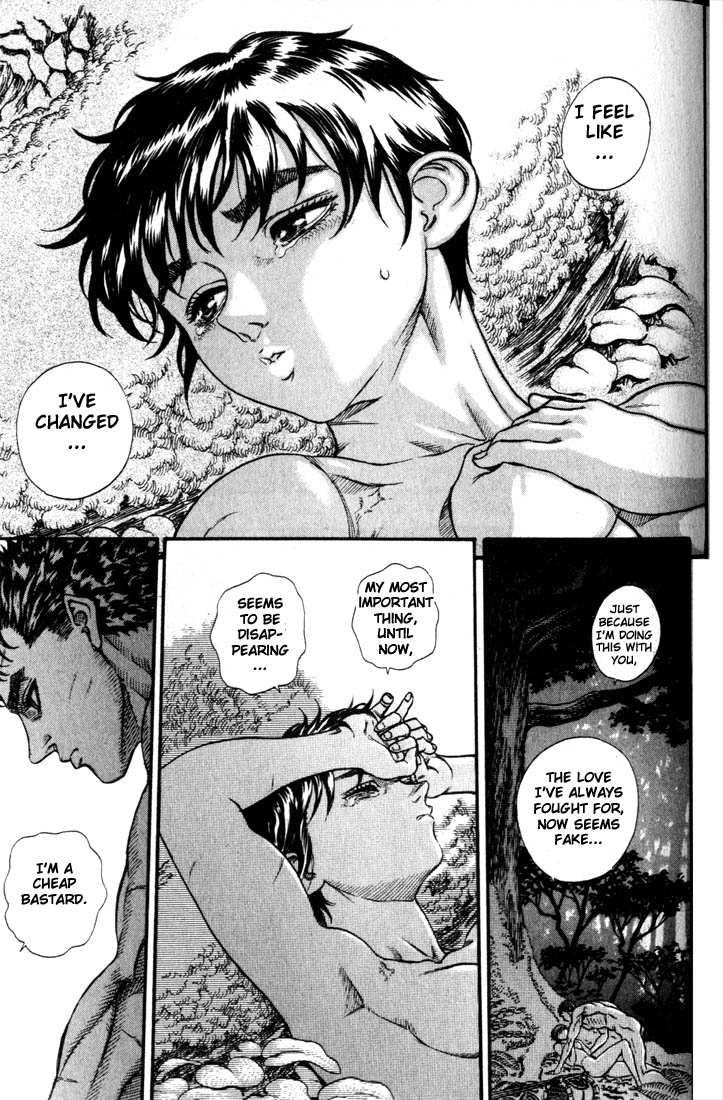 I FEEL
LIKE
...
I'VE
CHANGED
...
JUST
BECAUSE
I'M DOING
THIS WITH
YOU,
THE LOVE
I'VE ALWAYS
FOUGHT FOR,
NOW SEEMS
FAKE...
MY MOST
IMPORTANT
THING,
UNTIL
NOW,
SEEMS
TO BE
DISAP-
PEARING
...
I'M A
CHEAP
BASTARD.